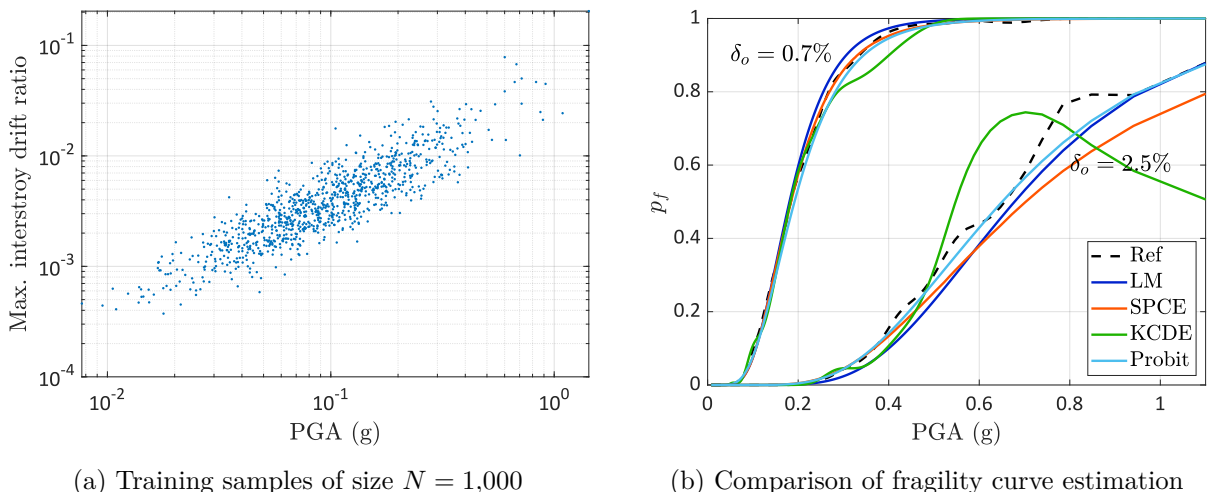 10^-1
10^-2
10^-3
10^-4
10^-2
10^-1
10^0
Max. interstroy drift ratio
PGA (g)
(a) Training samples of size N = 1,000
1
0.8
0.6
0.4
0.2
0
0
0.2
0.4
0.6
0.8
1
p_f
PGA (g)
δ_o = 0.7%
δ_o = 2.5%
Ref
LM
SPCE
KCDE
Probit
(b) Comparison of fragility curve estimation